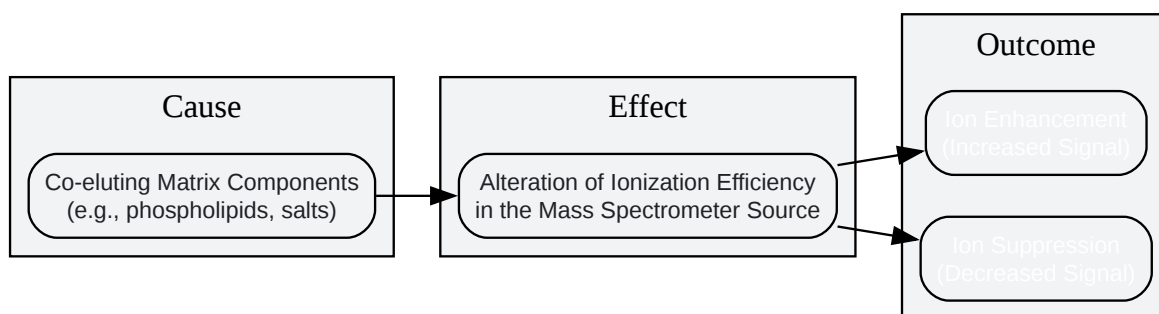 Cause
Co-eluting Matrix Components
(e.g., phospholipids, salts)
Effect
Alteration of Ionization Efficiency
in the Mass Spectrometer Source
Outcome
Ion Enhancement
(Increased Signal)
Ion Suppression
(Decreased Signal)